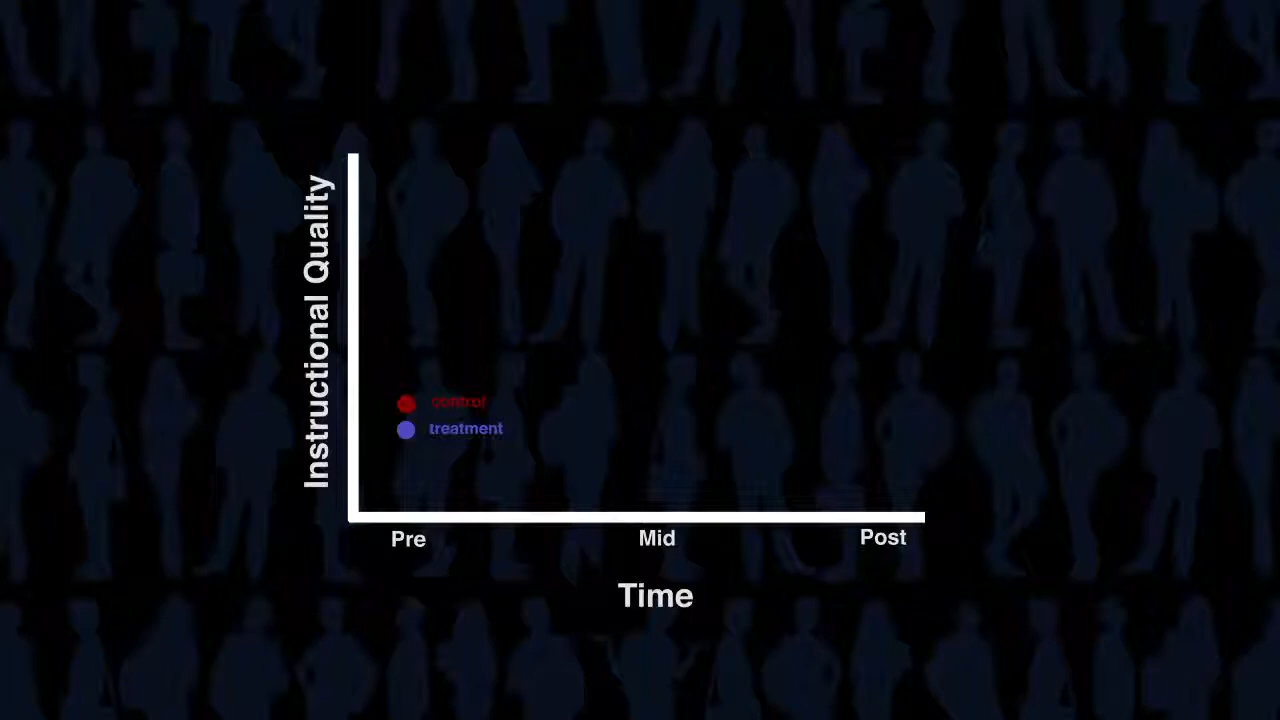 Instructional Quality
control
treatment
Pre
Mid
Post
Time